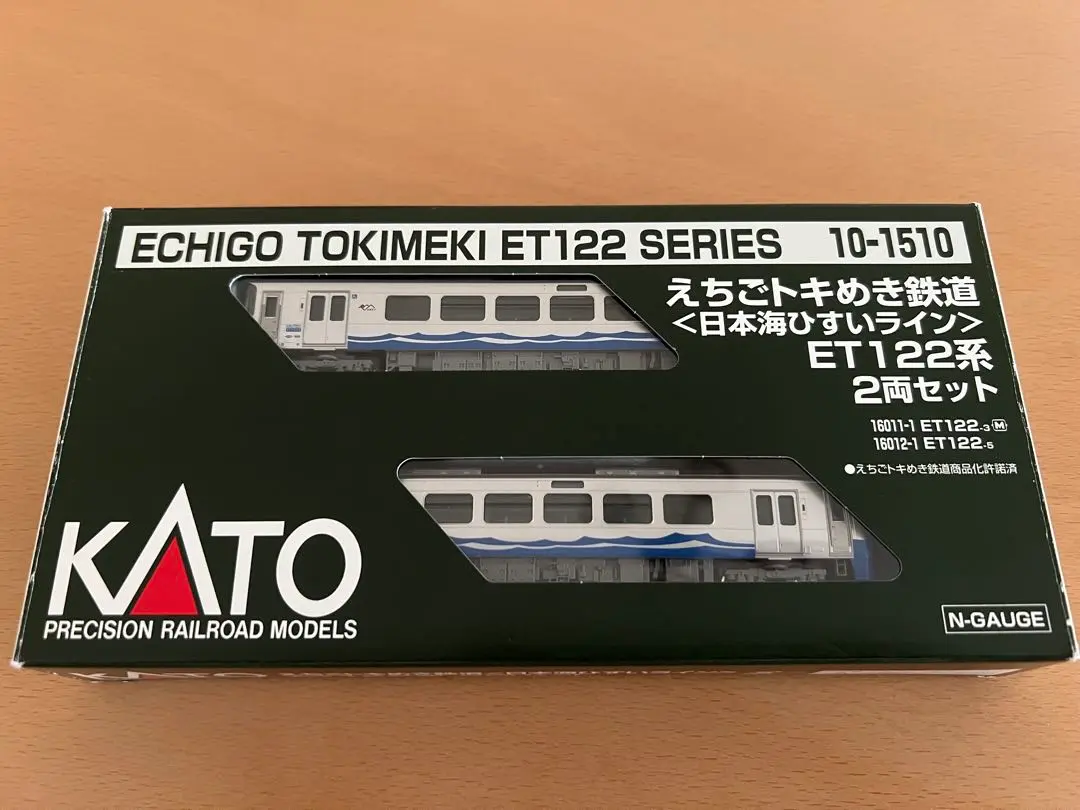 ECHIGO TOKIMEKI ET122 SERIES 10-1510
えちごトキめき鉄道
<日本海ひすいライン>
ET122系
2両セット
16011-1 ET122-3 M
16012-1 ET122-5
●えちごトキめき鉄道商品化許諾済
KATO
PRECISION RAILROAD MODELS
N-GAUGE